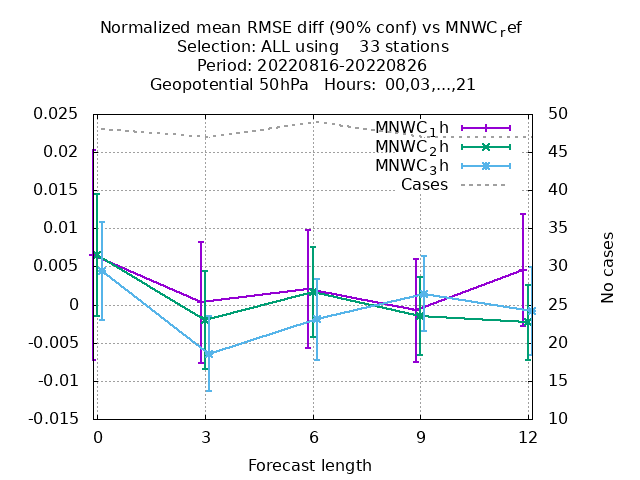 Normalized mean RMSE diff (90% conf) vs MNWC_ref
Selection: ALL using    33 stations
Period: 20220816-20220826
Geopotential 50hPa   Hours:  00,03,...,21
0.025
0.02
0.015
0.01
0.005
0
-0.005
-0.01
-0.015
50
45
40
35
30
25
20
15
10
MNWC_1h
MNWC_2h
MNWC_3h
Cases
No cases
0 3 6 9 12
Forecast length